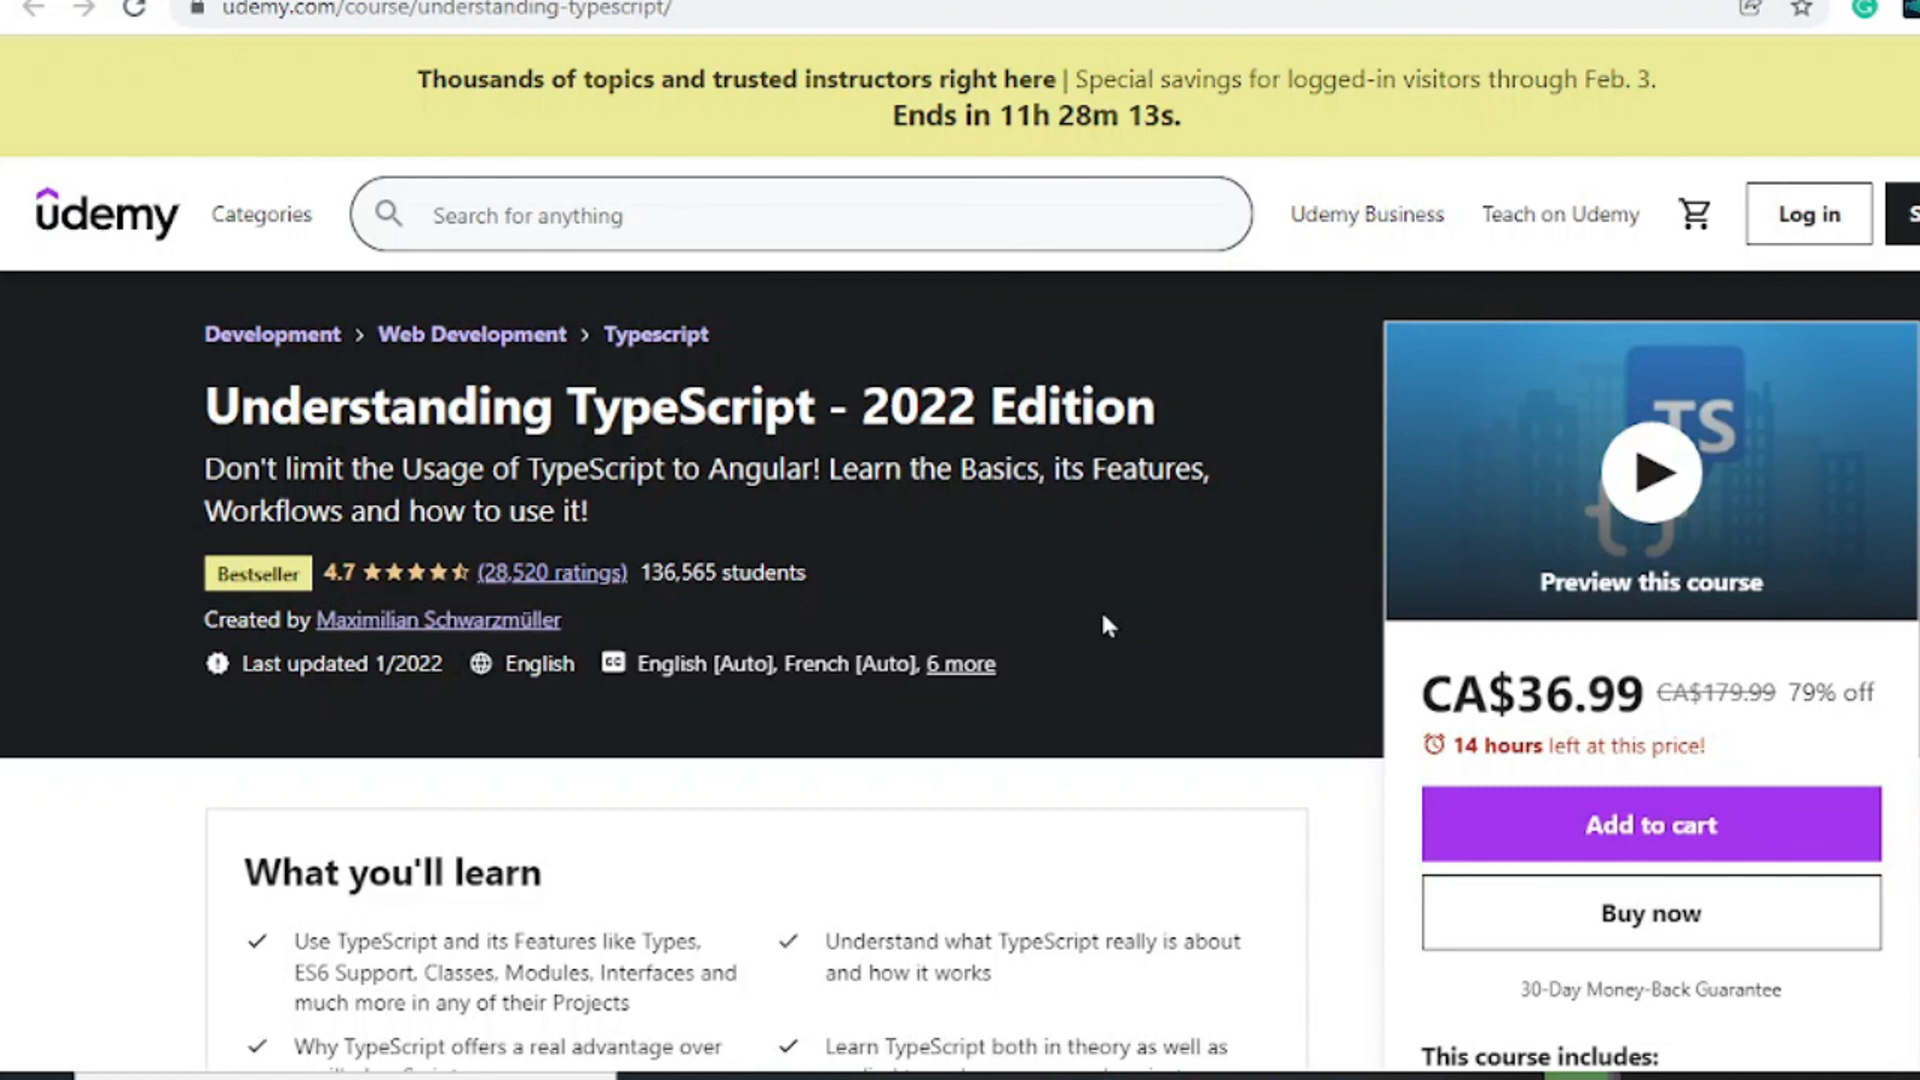 udemy.com/course/understanding-typescript/
Thousands of topics and trusted instructors right here | Special savings for logged-in visitors through Feb. 3.
Ends in 11h 28m 13s.
udemy
Categories
Search for anything
Udemy Business
Teach on Udemy
Log in
Development > Web Development > Typescript
Understanding TypeScript - 2022 Edition
Don't limit the Usage of TypeScript to Angular! Learn the Basics, its Features,
Workflows and how to use it!
Bestseller 4.7 (28,520 ratings) 136,565 students
Created by Maximilian Schwarzmüller
Last updated 1/2022 English CC English [Auto], French [Auto], 6 more
TS
{}
Preview this course
CA$36.99 CA$179.99 79% off
14 hours left at this price!
Add to cart
Buy now
30-Day Money-Back Guarantee
This course includes:
What you'll learn
Use TypeScript and its Features like Types,
ES6 Support, Classes, Modules, Interfaces and
much more in any of their Projects
Understand what TypeScript really is about
and how it works
Why TypeScript offers a real advantage over
Learn TypeScript both in theory as well as